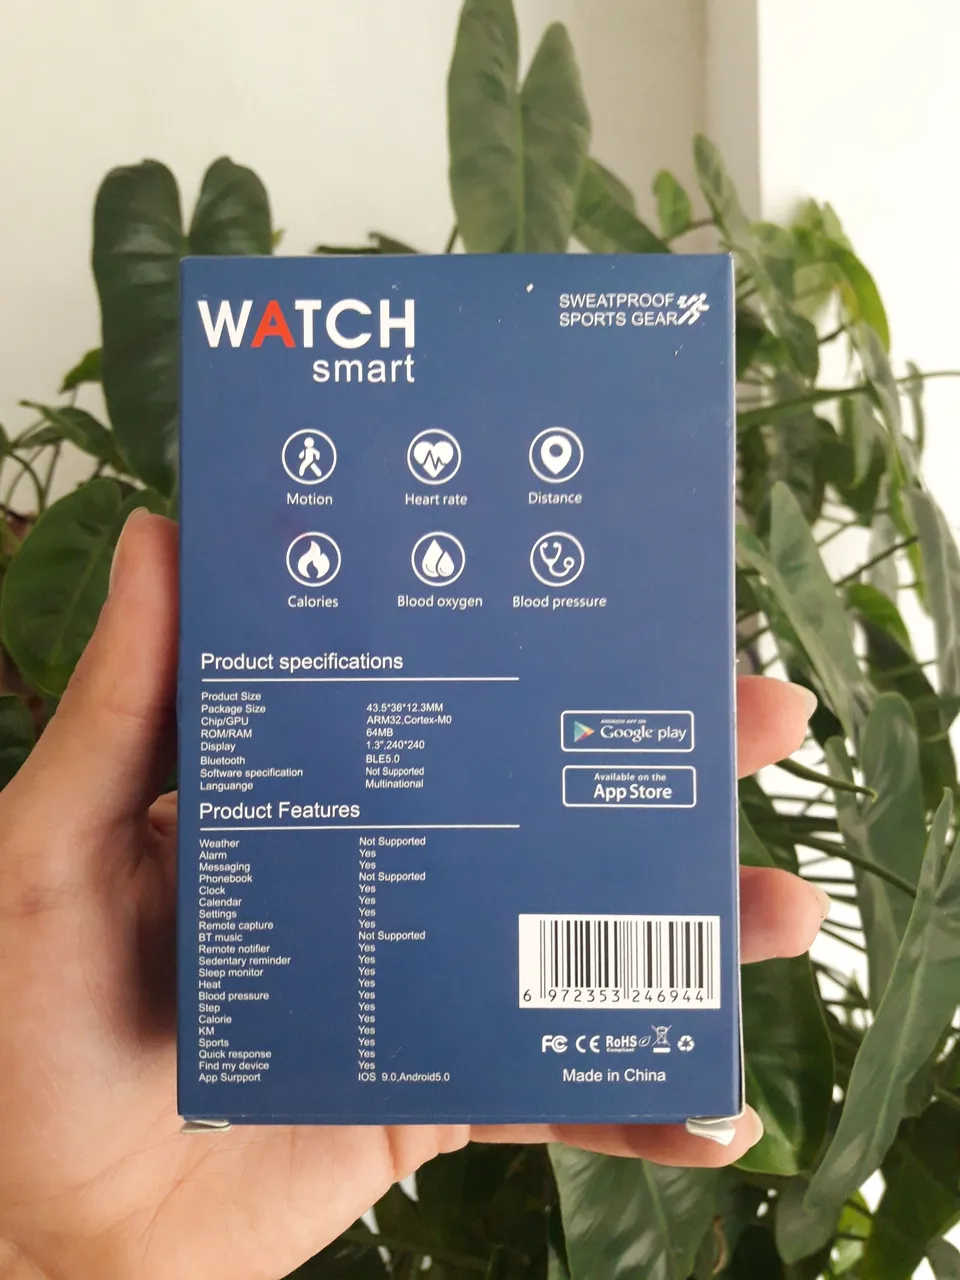 WATCH
smart
SWEATPROOF
SPORTS GEAR
Motion
Heart rate
Distance
Calories
Blood oxygen
Blood pressure
Product specifications
Product Size
Package Size 43.5*36*12.3MM
Chip/GPU ARM32,Cortex-M0
ROM/RAM 64MB
Display 1.3",240*240
Bluetooth BLE5.0
Software specification Not Supported
Languange Multinational
ANDROID APP ON
Google play
Available on the
App Store
Product Features
Weather Not Supported
Alarm Yes
Messaging Yes
Phonebook Not Supported
Clock Yes
Calendar Yes
Settings Yes
Remote capture Yes
BT music Not Supported
Remote notifier Yes
Sedentary reminder Yes
Sleep monitor Yes
Heat Yes
Blood pressure Yes
Step Yes
Calorie Yes
KM Yes
Sports Yes
Quick response Yes
Find my device Yes
App Surpport IOS 9.0,Android5.0
6 972353 246944
FC CE RoHS
Compliant
Made in China